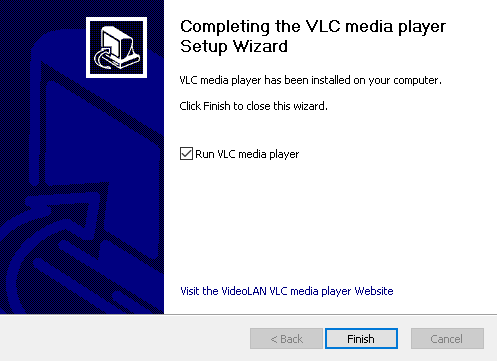 Completing the VLC media player
Setup Wizard
VLC media player has been installed on your computer.
Click Finish to close this wizard.
Run VLC media player
Visit the VideoLAN VLC media player Website
< Back
Finish
Cancel